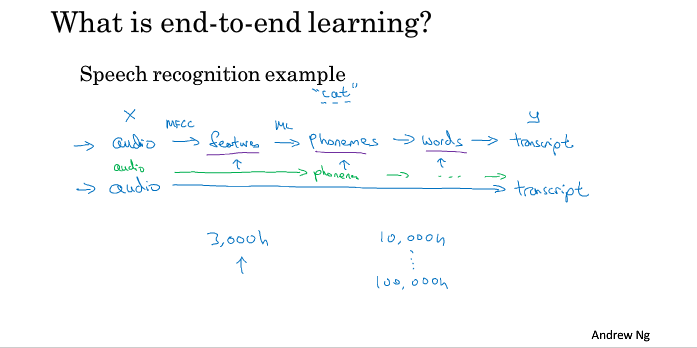 What is end-to-end learning?
Speech recognition example
"cat"
X MFCC ML y
→ audio → features → phonemes → words → transcript
audio → phonemes → ... →
→ audio → transcript
3,000h 10,000h
100,000h
Andrew Ng